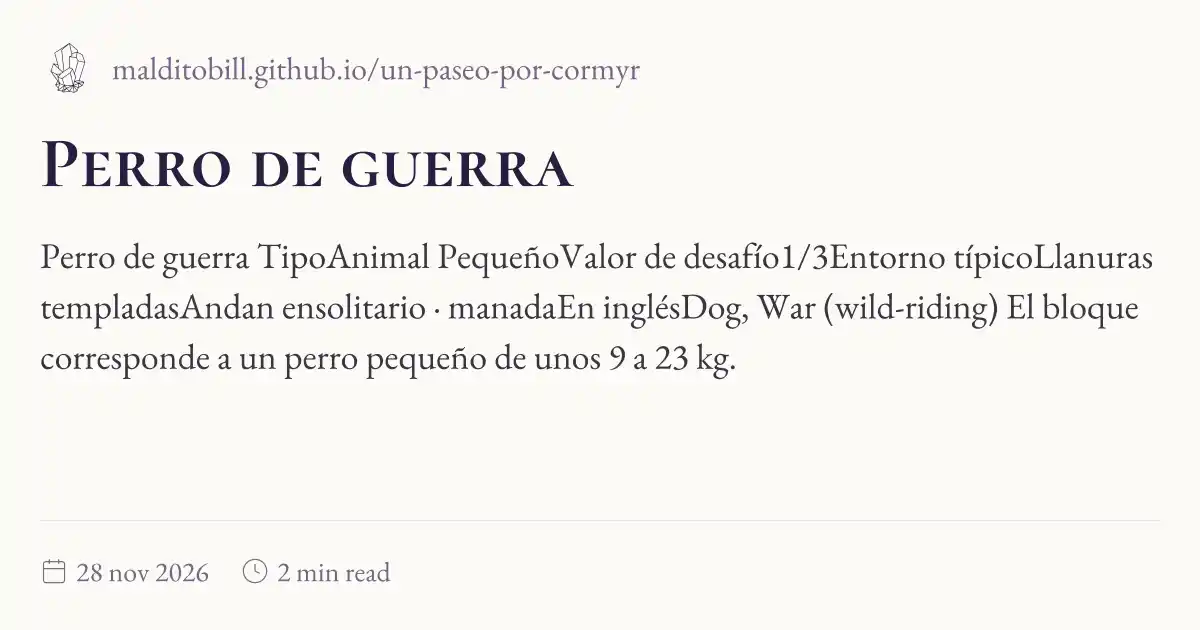 malditobill.github.io/un-paseo-por-cormyr
Perro de guerra
Perro de guerra TipoAnimal PequeñoValor de desafío1/3Entorno típicoLlanuras
templadasAndan ensolitario · manadaEn inglésDog, War (wild-riding) El bloque
corresponde a un perro pequeño de unos 9 a 23 kg.
28 nov 2026 2 min read